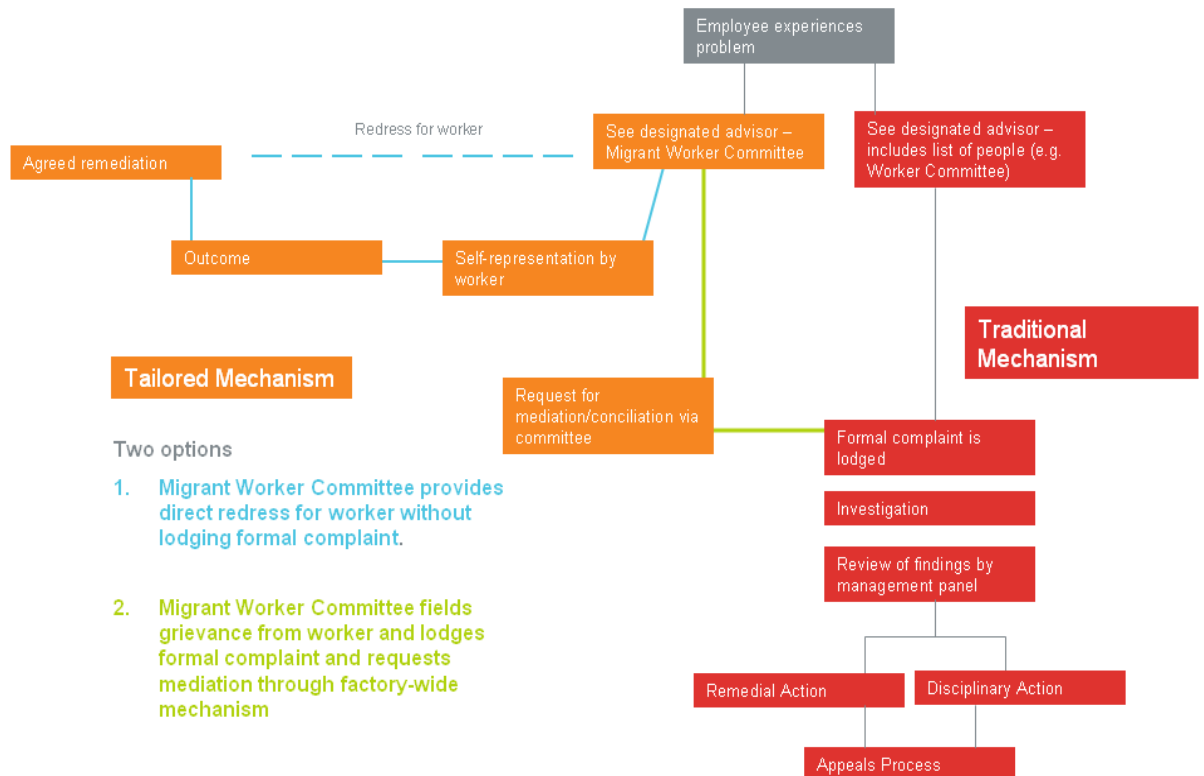 Employee experiences
problem
Redress for worker
See designated advisor –
Migrant Worker Committee
See designated advisor –
includes list of people (e.g.
Worker Committee)
Agreed remediation
Outcome
Self-representation by
worker
Traditional
Mechanism
Tailored Mechanism
Request for
mediation/conciliation via
committee
Formal complaint is
lodged
Two options
1. Migrant Worker Committee provides
direct redress for worker without
lodging formal complaint.
Investigation
Review of findings by
management panel
2. Migrant Worker Committee fields
grievance from worker and lodges
formal complaint and requests
mediation through factory-wide
mechanism
Remedial Action
Disciplinary Action
Appeals Process